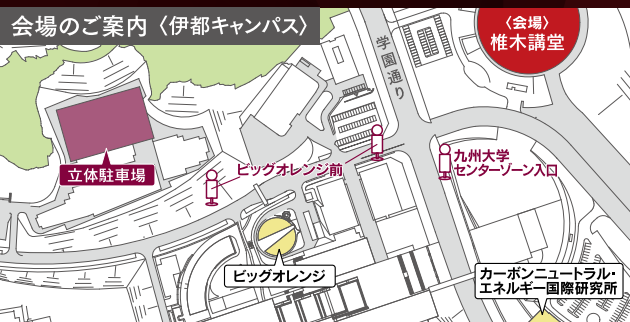 会場のご案内〈伊都キャンパス〉
〈会場〉
椎木講堂
学園通り
立体駐車場
ビッグオレンジ前
九州大学
センターゾーン入口
ビッグオレンジ
カーボンニュートラル・
エネルギー国際研究所